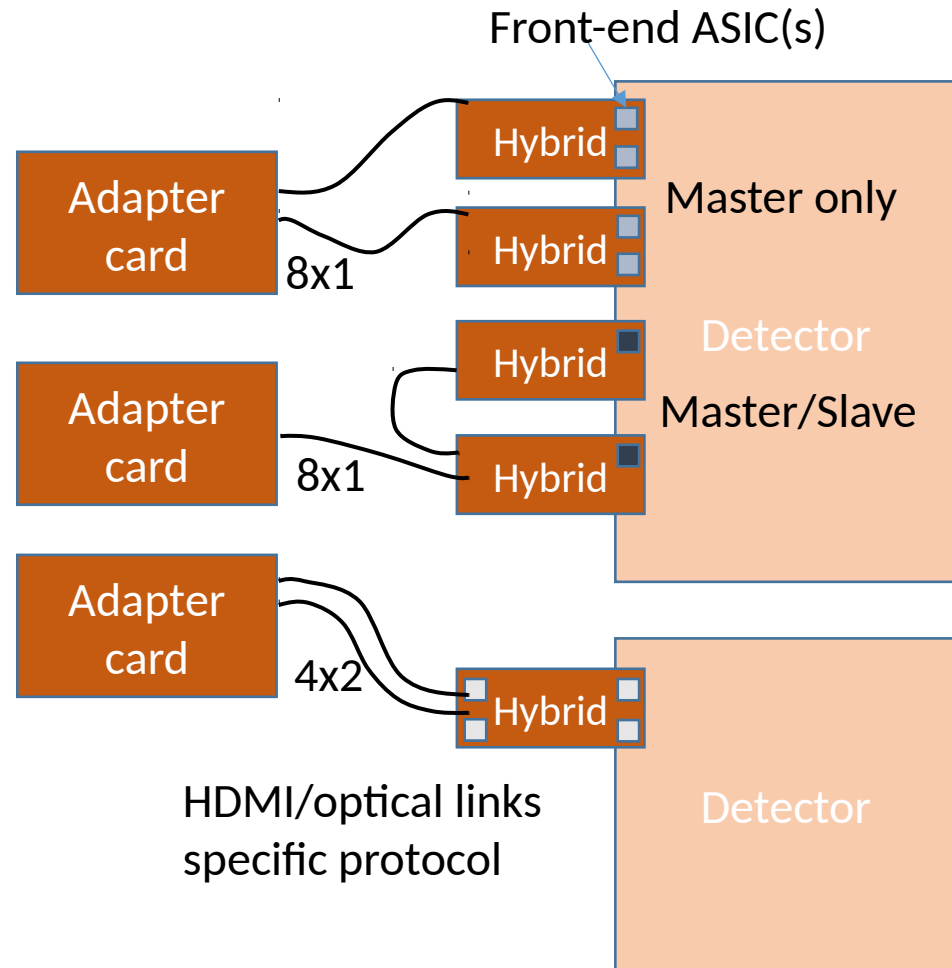 Front-end ASIC(s)
Hybrid
Adapter
card
Master only
Hybrid
8x1
Detector
Hybrid
Adapter
card
Master/Slave
8x1
Hybrid
Adapter
card
4x2
Hybrid
HDMI/optical links
specific protocol
Detector